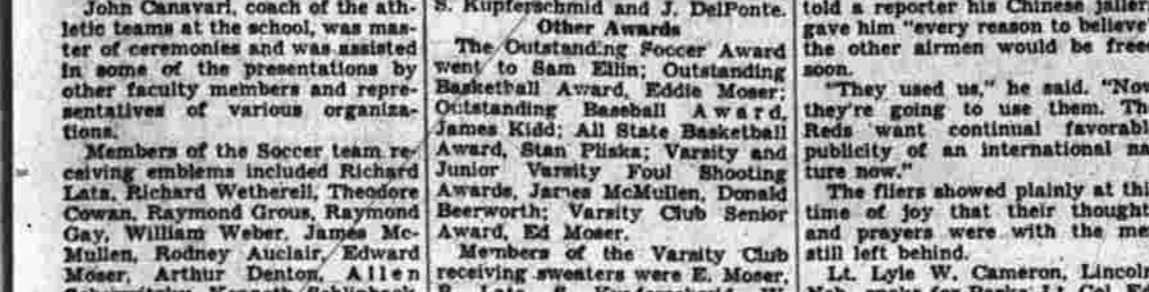 John Canavari, coach of the ath-
letic teams at the school, was mas-
ter of ceremonies and was assisted
in some of the presentations by
other faculty members and repre-
sentatives of various organiza-
tions.
Members of the Soccer team re-
ceiving emblems included Richard
Lata, Richard Wetherell, Theodore
Cowan, Raymond Grous, Raymond
Gay, William Weber, James Mc-
Mullen, Rodney Auclair, Edward
Moser, Arthur Denton, Allen
S. Kupferschmid and J. DelPonte.
Other Awards
The Outstanding Soccer Award
went to Sam Ellin; Outstanding
Basketball Award, Eddie Moser;
Outstanding Baseball Award,
James Kidd; All State Basketball
Award, Stan Pliska; Varsity and
Junior Varsity Foul Shooting
Awards, James McMullen, Donald
Beerworth; Varsity Club Senior
Award, Ed Moser.
Members of the Varsity Club
receiving sweaters were E. Moser,
told a reporter his Chinese jailer
gave him "every reason to believe
the other airmen would be free
soon.
"They used us," he said. "Now
they're going to use them. Th
Reds want continual favorabl
publicity of an international na
ture now."
The fliers showed plainly at thi
time of joy that their thought
and prayers were with the me
still left behind.
Lt. Lyle W. Cameron, Lincoln